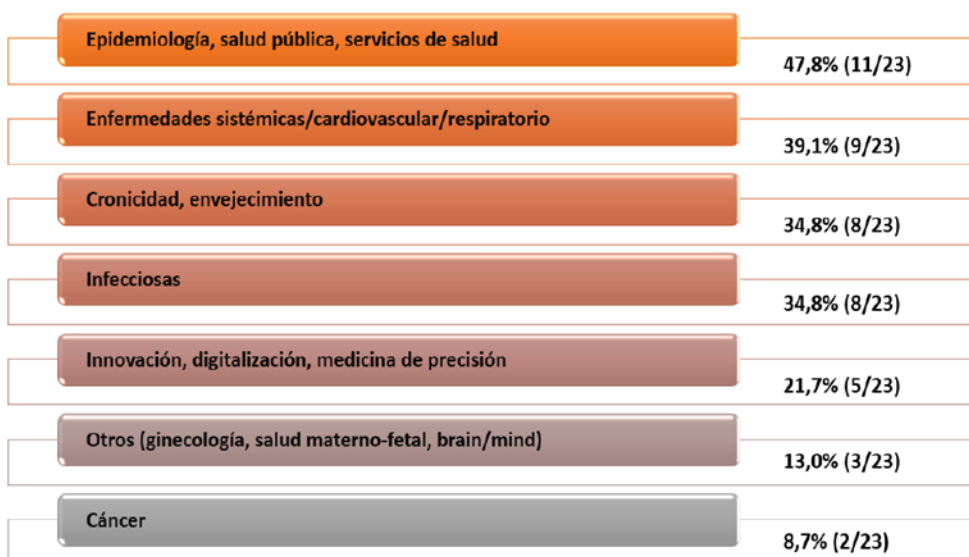 Epidemiología, salud pública, servicios de salud
47,8% (11/23)
Enfermedades sistémicas/cardiovascular/respiratorio
39,1% (9/23)
Cronicidad, envejecimiento
34,8% (8/23)
Infecciosas
34,8% (8/23)
Innovación, digitalización, medicina de precisión
21,7% (5/23)
Otros (ginecología, salud materno-fetal, brain/mind)
13,0% (3/23)
Cáncer
8,7% (2/23)